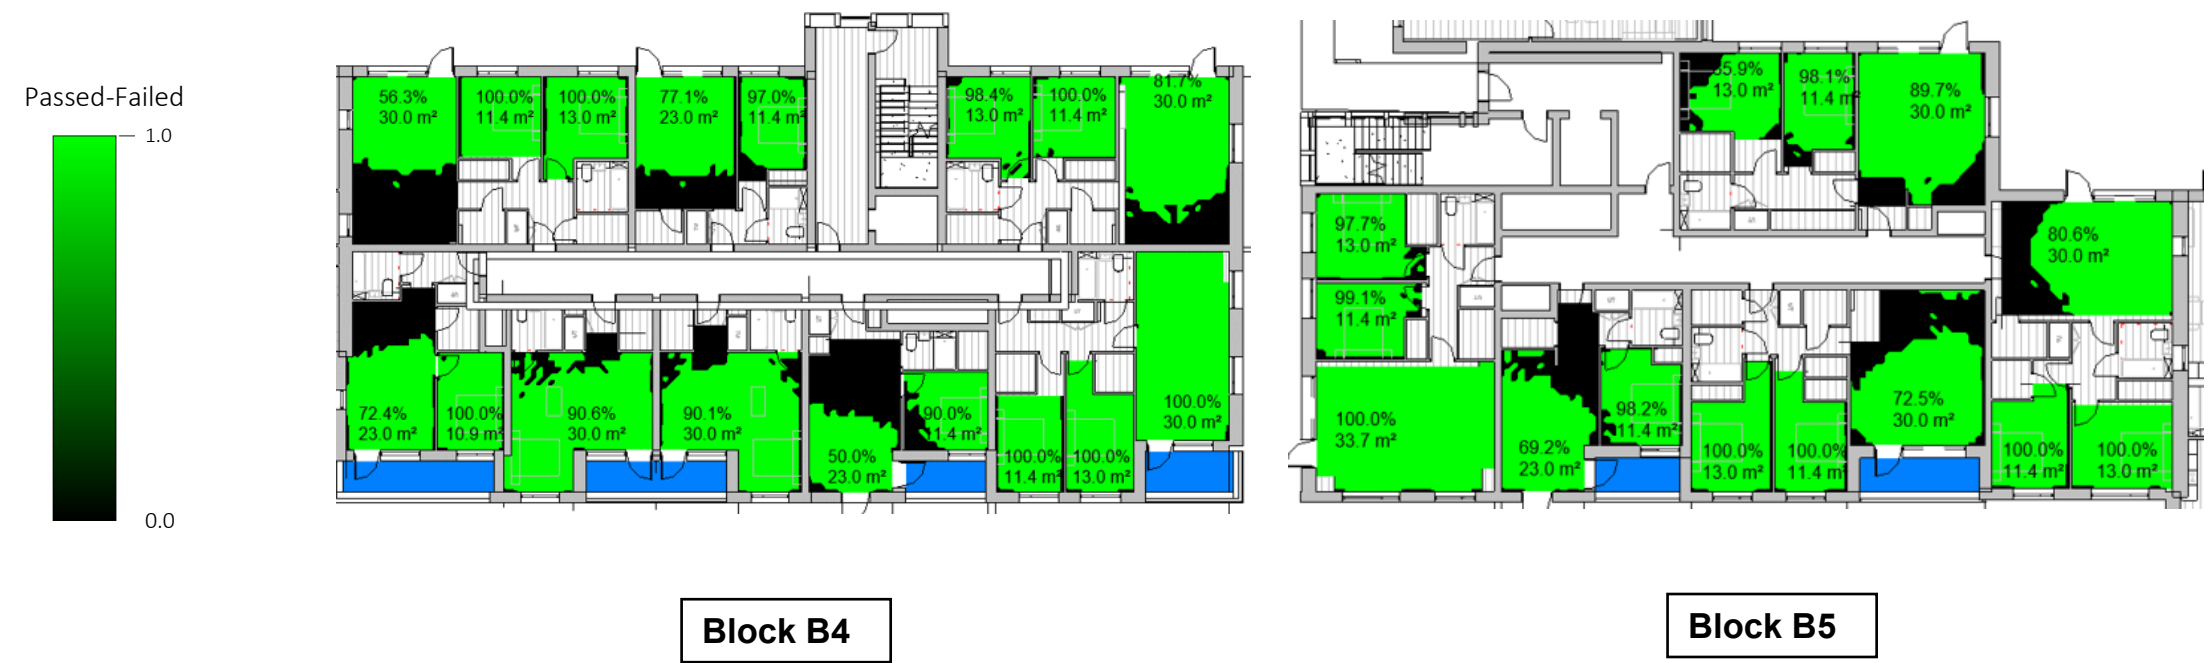 Passed-Failed
1.0
0.0
56.3%
30.0 m²
100.0%
11.4 m²
100.0%
13.0 m²
77.1%
23.0 m²
97.0%
11.4 m²
98.4%
13.0 m²
100.0%
11.4 m²
81.7%
30.0 m²
72.4%
23.0 m²
100.0%
10.9 m²
90.6%
30.0 m²
90.1%
30.0 m²
50.0%
23.0 m²
90.0%
1.4 m²
100.0%
11.4 m²
100.0%
13.0 m²
100.0%
30.0 m²
Block B4
5.9%
13.0 m²
98.1%
11.4 m²
89.7%
30.0 m²
97.7%
13.0 m²
99.1%
11.4 m²
80.6%
30.0 m²
100.0%
33.7 m²
69.2%
23.0 m²
98.2%
11.4 m²
100.0%
13.0 m²
100.0%
11.4 m²
72.5%
30.0 m²
100.0%
11.4 m²
100.0%
13.0 m²
Block B5